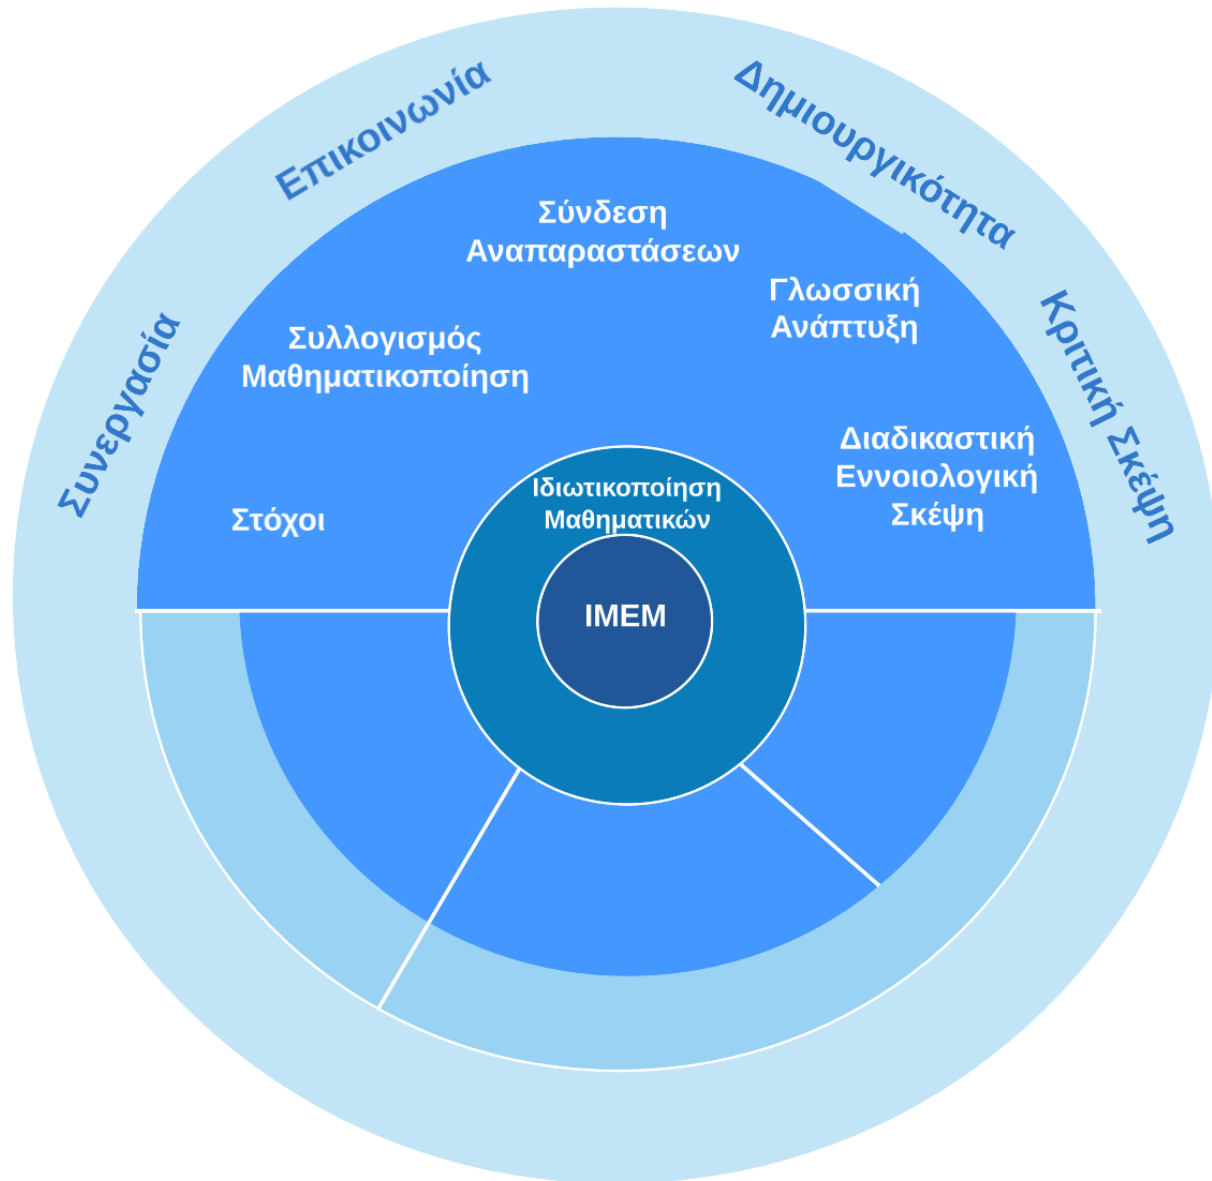 Επικοινωνία
Δημιουργικότητα
Συνεργασία
Κριτική Σκέψη
Σύνδεση
Αναπαραστάσεων
Γλωσσική
Ανάπτυξη
Συλλογισμός
Μαθηματικοποίηση
Διαδικαστική
Εννοιολογική
Σκέψη
Στόχοι
Ιδιωτικοποίηση
Μαθηματικών
ΙΜΕΜ